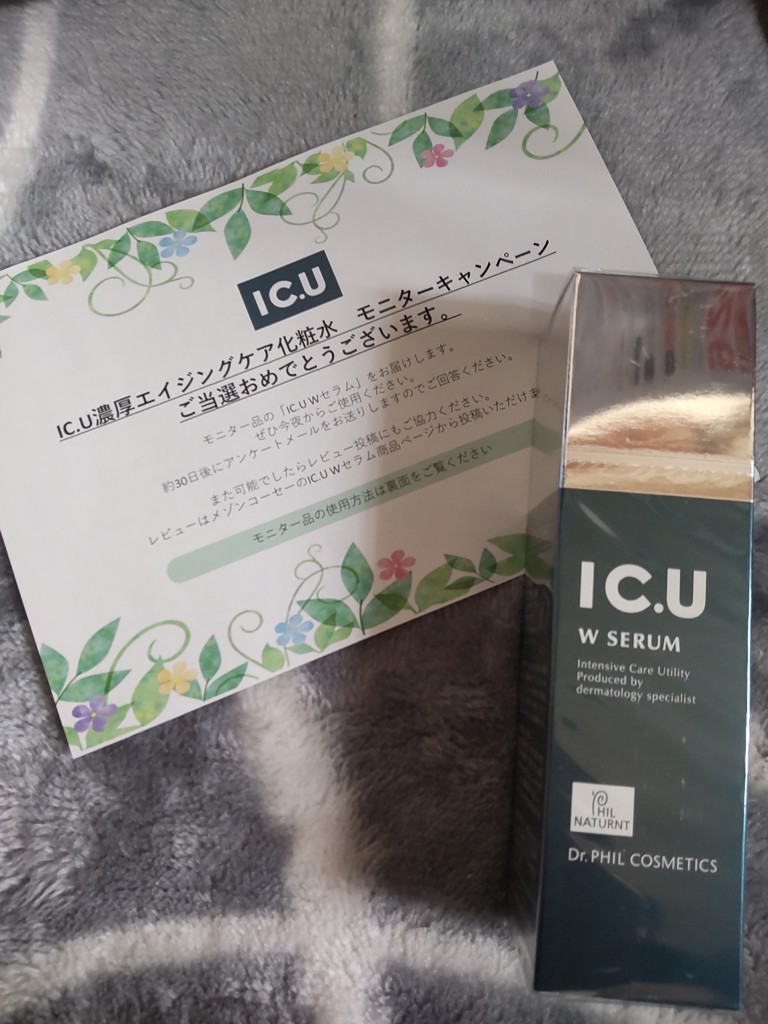 IC.U
IC.U濃厚エイジングケア化粧水　モニターキャンペーン
ご当選おめでとうございます。
モニター品の「IC.U Wセラム」をお届けします。
ぜひ今夜からご使用ください。
約30日後にアンケートメールをお送りしますのでご回答ください。
また可能でしたらレビュー投稿にもご協力ください。
レビューはメゾンコーセーのIC.U Wセラム商品ページから投稿いただけま
モニター品の使用方法は裏面をご覧ください
IC.U
W SERUM
Intensive Care Utility
Produced by
dermatology specialist
PHIL
NATURNT
Dr. PHIL COSMETICS